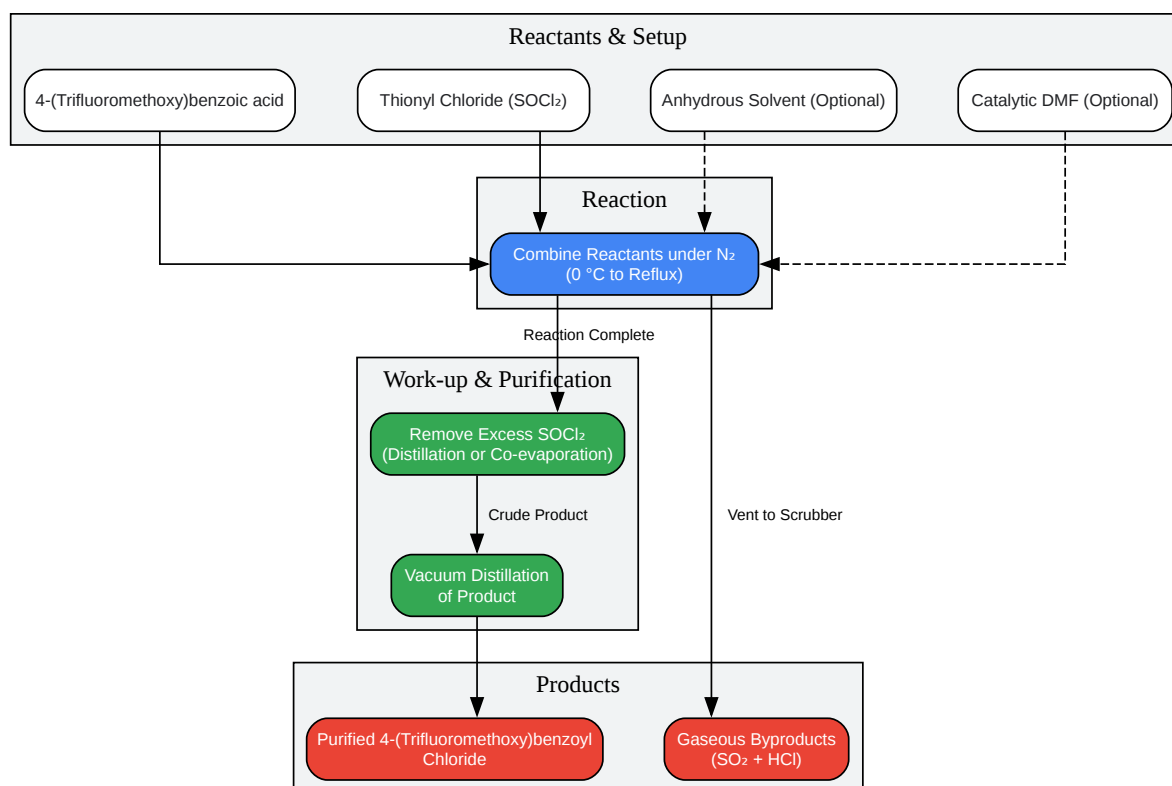 Reactants & Setup
4-(Trifluoromethoxy)benzoic acid
Thionyl Chloride (SOCl₂)
Anhydrous Solvent (Optional)
Catalytic DMF (Optional)
Reaction
Combine Reactants under N₂
(0 °C to Reflux)
Reaction Complete
Work-up & Purification
Remove Excess SOCl₂
(Distillation or Co-evaporation)
Crude Product
Vent to Scrubber
Vacuum Distillation
of Product
Products
Purified 4-(Trifluoromethoxy)benzoyl
Chloride
Gaseous Byproducts
(SO₂ + HCl)